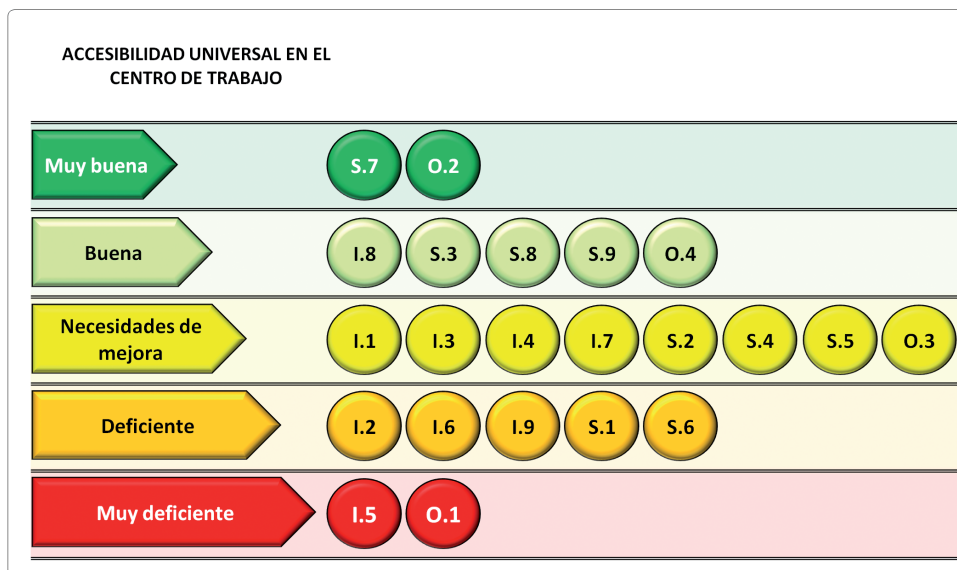 ACCESIBILIDAD UNIVERSAL EN EL
CENTRO DE TRABAJO
Muy buena S.7 O.2
Buena I.8 S.3 S.8 S.9 O.4
Necesidades de
mejora I.1 I.3 I.4 I.7 S.2 S.4 S.5 O.3
Deficiente I.2 I.6 I.9 S.1 S.6
Muy deficiente I.5 O.1